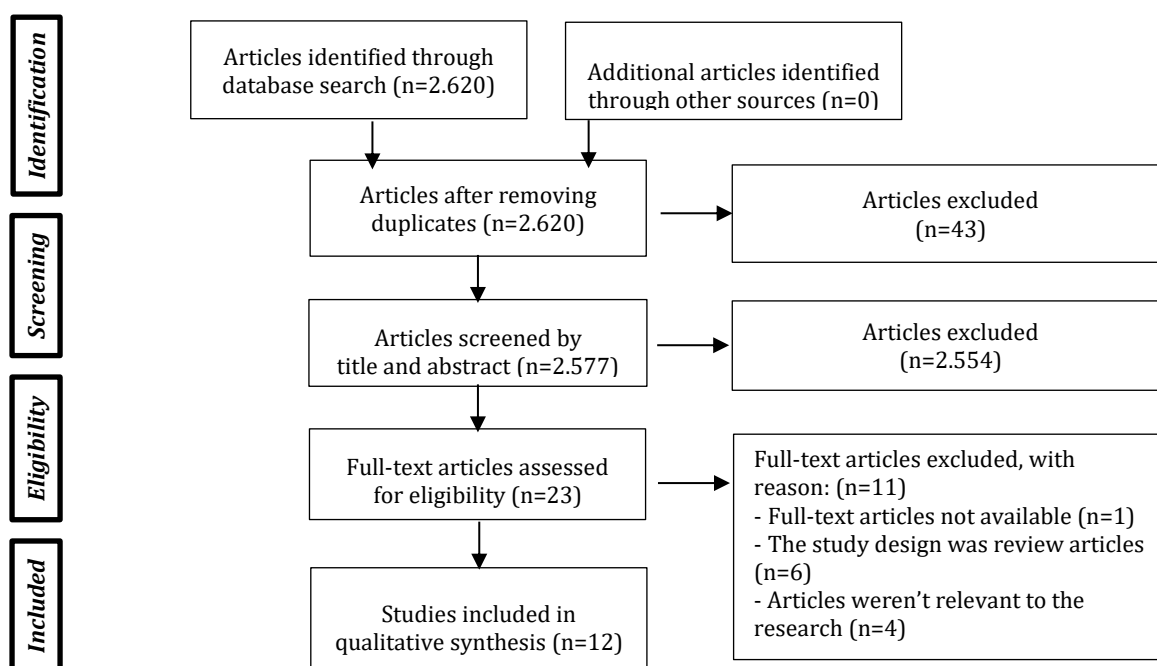 Identification
Articles identified through
database search (n=2.620)
Additional articles identified
through other sources (n=0)
Articles after removing
duplicates (n=2.620)
Articles excluded
(n=43)
Screening
Articles screened by
title and abstract (n=2.577)
Articles excluded
(n=2.554)
Eligibility
Full-text articles assessed
for eligibility (n=23)
Full-text articles excluded, with
reason: (n=11)
- Full-text articles not available (n=1)
- The study design was review articles
(n=6)
- Articles weren’t relevant to the
research (n=4)
Included
Studies included in
qualitative synthesis (n=12)